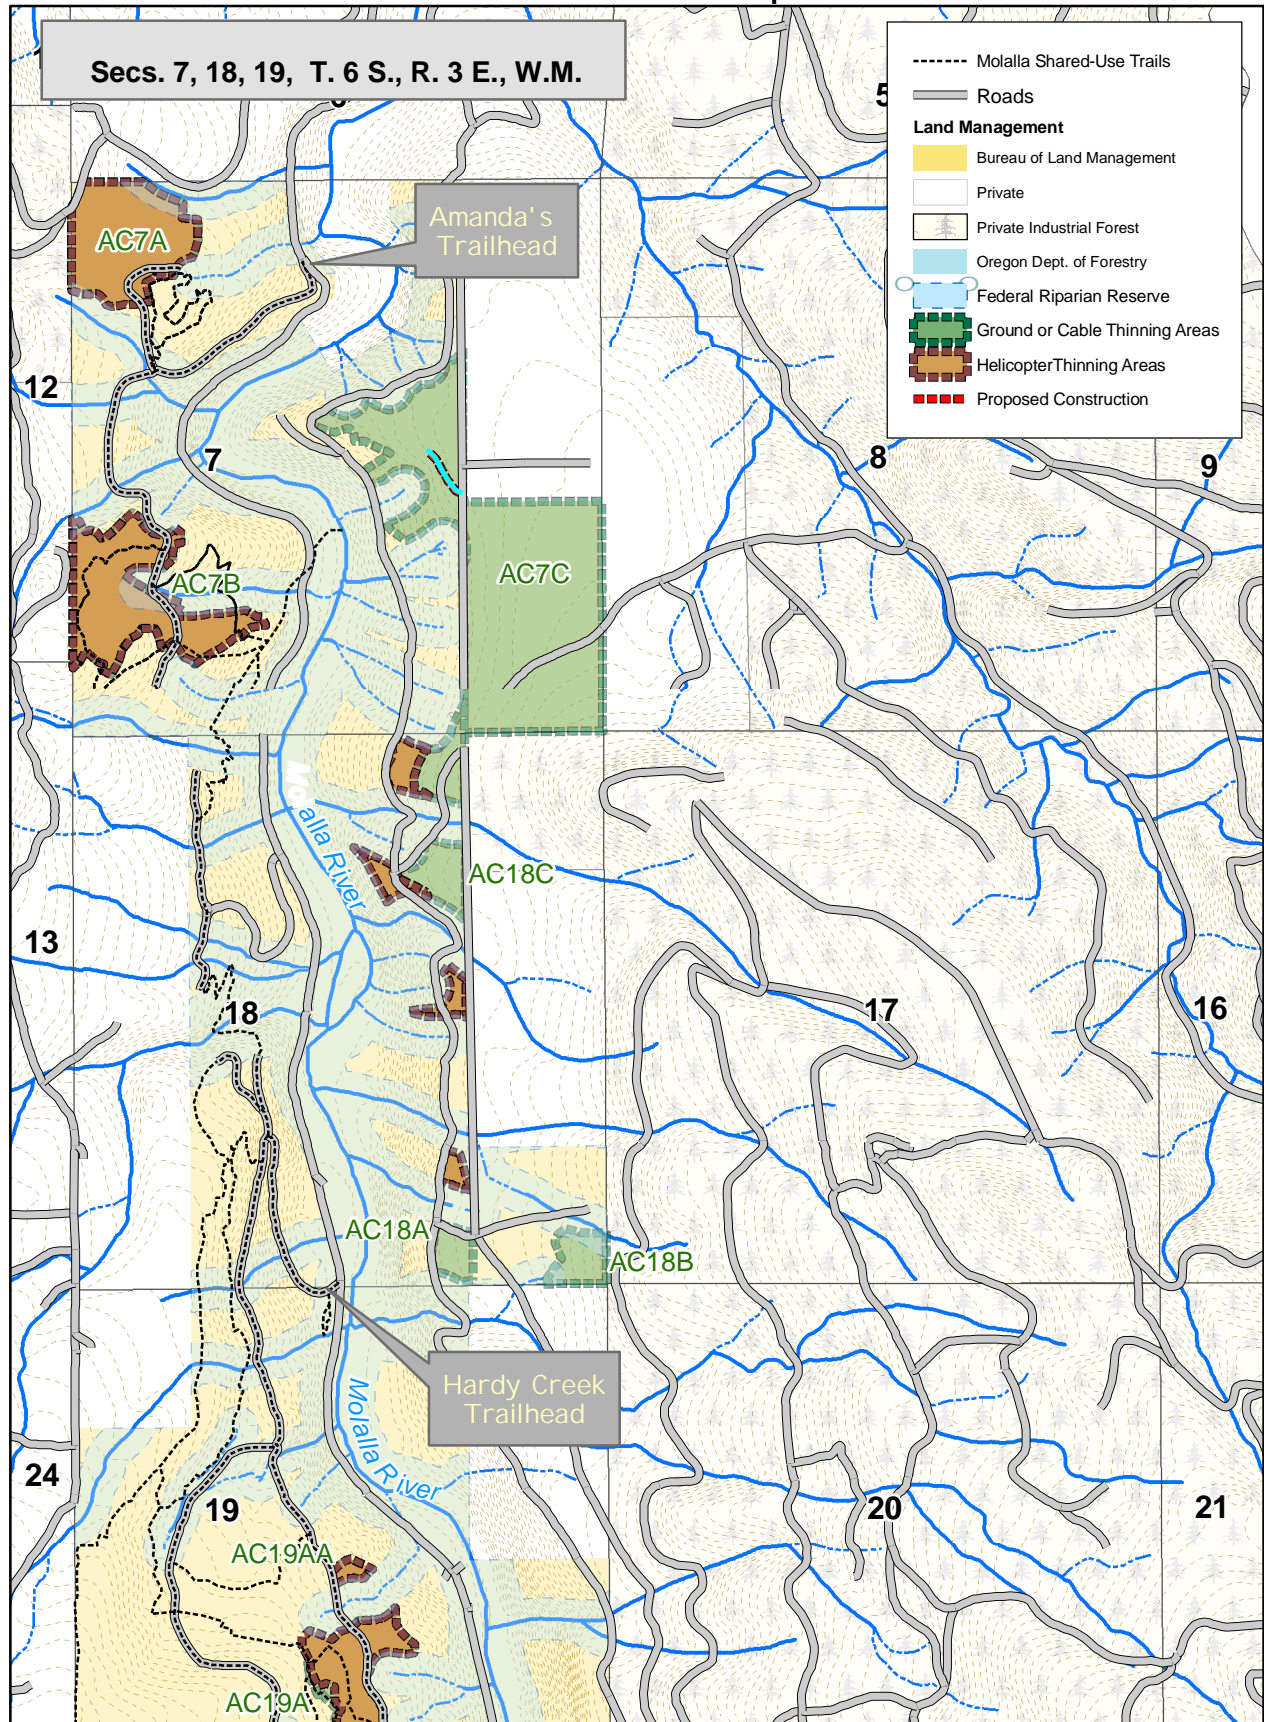 Secs. 7, 18, 19, T. 6 S., R. 3 E., W.M.
5
Molalla Shared-Use Trails
Roads
Land Management
Bureau of Land Management
Private
Private Industrial Forest
Oregon Dept. of Forestry
Federal Riparian Reserve
Ground or Cable Thinning Areas
HelicopterThinning Areas
Proposed Construction
Amanda's
Trailhead
AC7A
12
7
8
9
AC7B
AC7C
Molalla River
AC18C
13
18
17
16
AC18A
AC18B
Hardy Creek
Trailhead
Molalla River
24
19
20
21
AC19AA
AC19A